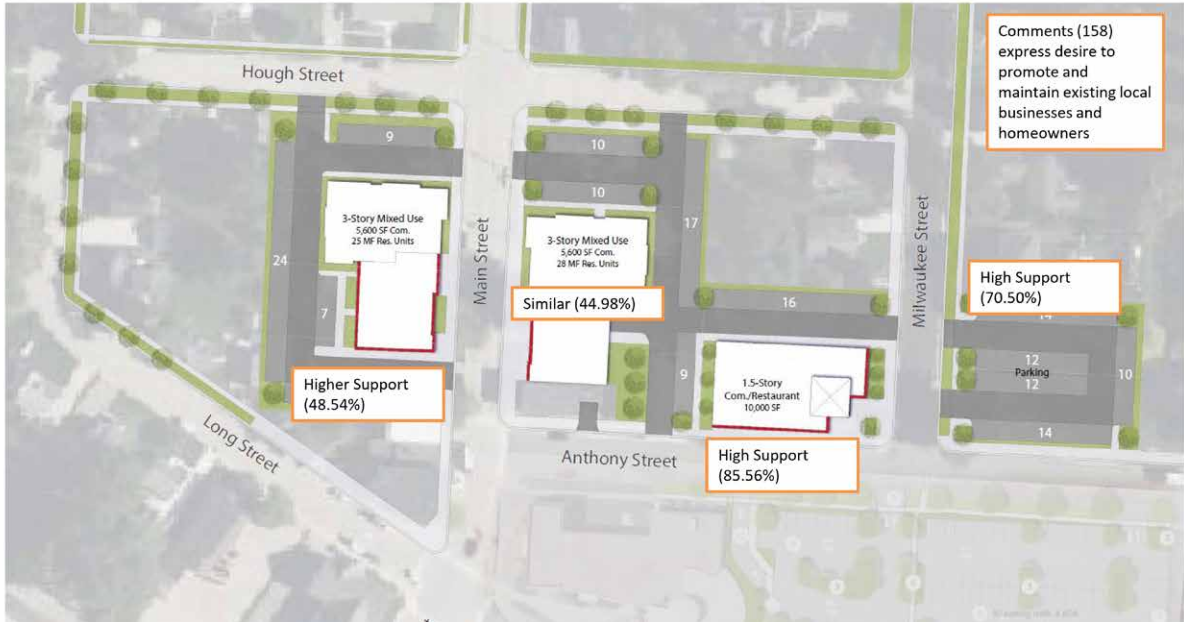 Comments (158)
express desire to
promote and
maintain existing local
businesses and
homeowners
Hough Street
9
10
10
3-Story Mixed Use
5,600 SF Com.
25 MF Res. Units
24
7
Main Street
3-Story Mixed Use
5,600 SF Com.
28 MF Res. Units
17
Similar (44.98%)
16
Milwaukee Street
High Support
(70.50%)
14
12
Parking
12
10
14
Higher Support
(48.54%)
9
1.5-Story
Com./Restaurant
10,000 SF
High Support
(85.56%)
Long Street
Anthony Street